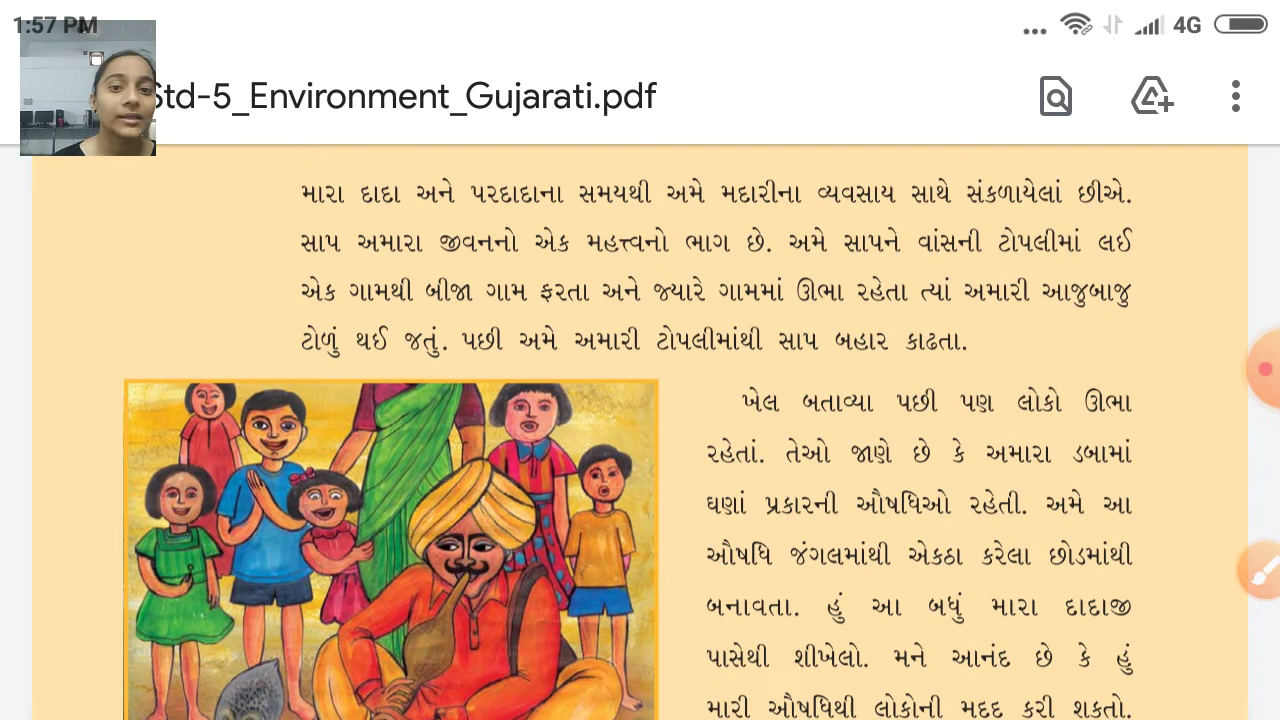 1:57 PM
4G
Std-5_Environment_Gujarati.pdf
મારા દાદા અને પરદાદાના સમયથી અમે મદારીના વ્યવસાય સાથે સંકળાયેલાં છીએ.
સાપ અમારા જીવનનો એક મહત્ત્વનો ભાગ છે. અમે સાપને વાંસની ટોપલીમાં લઈ
એક ગામથી બીજા ગામ ફરતા અને જ્યારે ગામમાં ઊભા રહેતા ત્યાં અમારી આજુબાજુ
ટોળું થઈ જતું. પછી અમે અમારી ટોપલીમાંથી સાપ બહાર કાઢતા.
ખેલ બતાવ્યા પછી પણ લોકો ઊભા
રહેતાં. તેઓ જાણે છે કે અમારા ડબામાં
ઘણાં પ્રકારની ઔષધિઓ રહેતી. અમે આ
ઔષધિ જંગલમાંથી એકઠા કરેલા છોડમાંથી
બનાવતા. હું આ બધું મારા દાદાજી
પાસેથી શીખેલો. મને આનંદ છે કે હું
મારી ઔષધિથી લોકોની મદદ કરી શકતો.